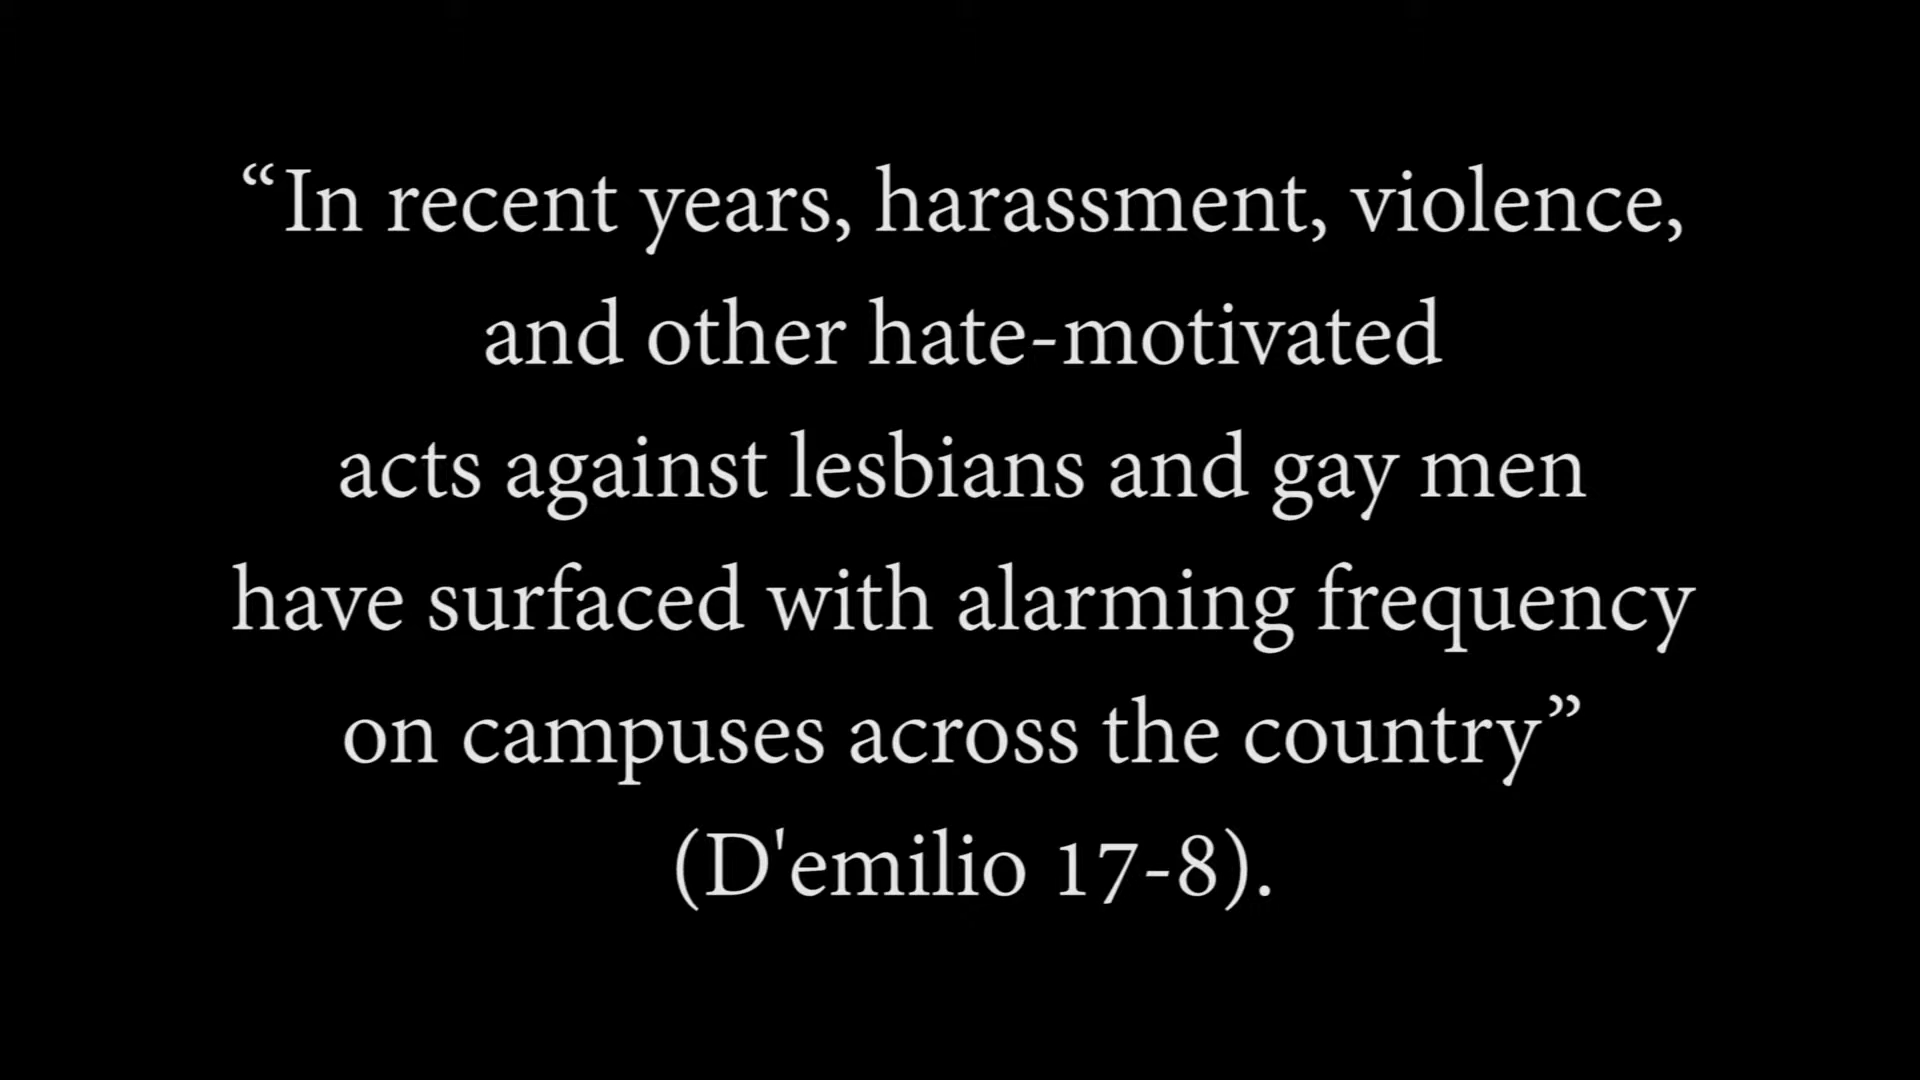 “In recent years, harassment, violence,
and other hate-motivated
acts against lesbians and gay men
have surfaced with alarming frequency
on campuses across the country”
(D'emilio 17-8).